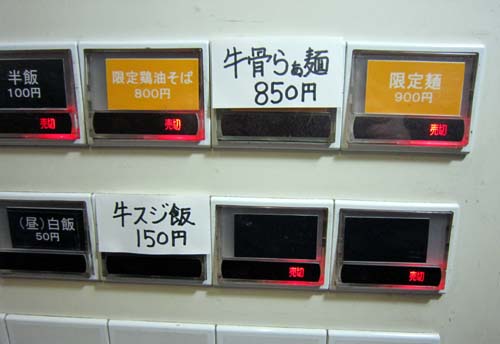 半飯
100円
売切
限定鶏油そば
800円
売切
牛骨らぁ麺
850円
限定麺
900円
売切
(昼)白飯
50円
牛スジ飯
150円
売切
売切